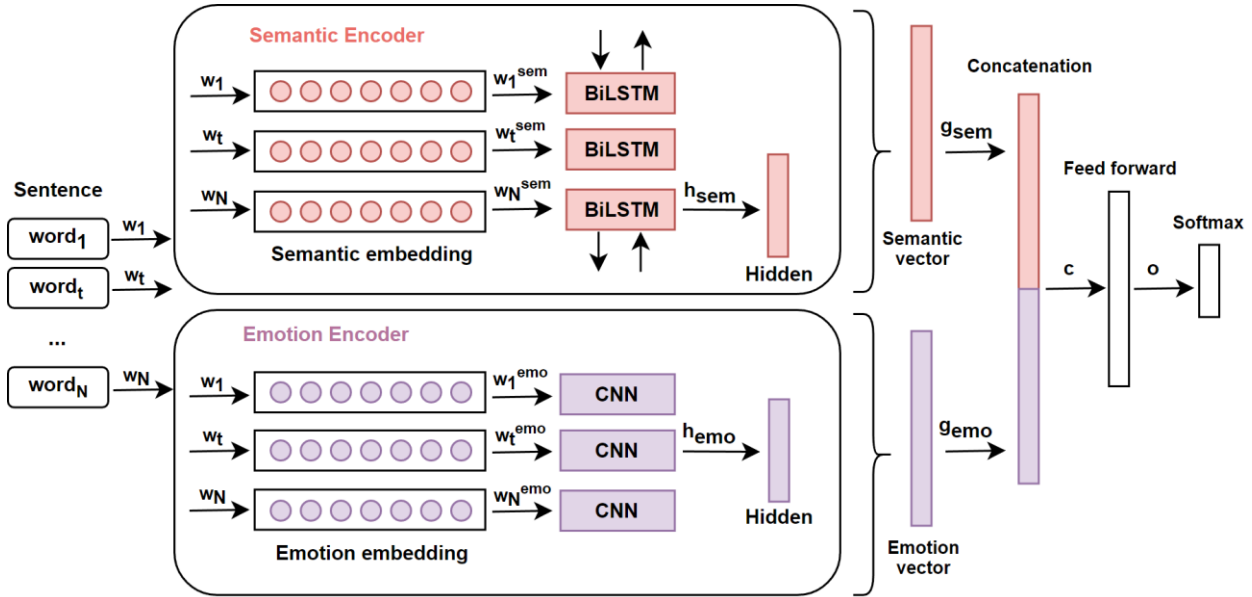 Sentence
word1
w1
wordt
wt
...
wordN
wN
Semantic Encoder
w1
w1sem
BiLSTM
wt
wtsem
BiLSTM
wN
wNsem
BiLSTM
hsem
Semantic embedding
Hidden
Emotion Encoder
w1
w1emo
CNN
wt
wtemo
CNN
hemo
wN
wNemo
CNN
Emotion embedding
Hidden
Semantic
vector
gsem
Emotion
vector
gemo
Concatenation
c
Feed forward
o
Softmax